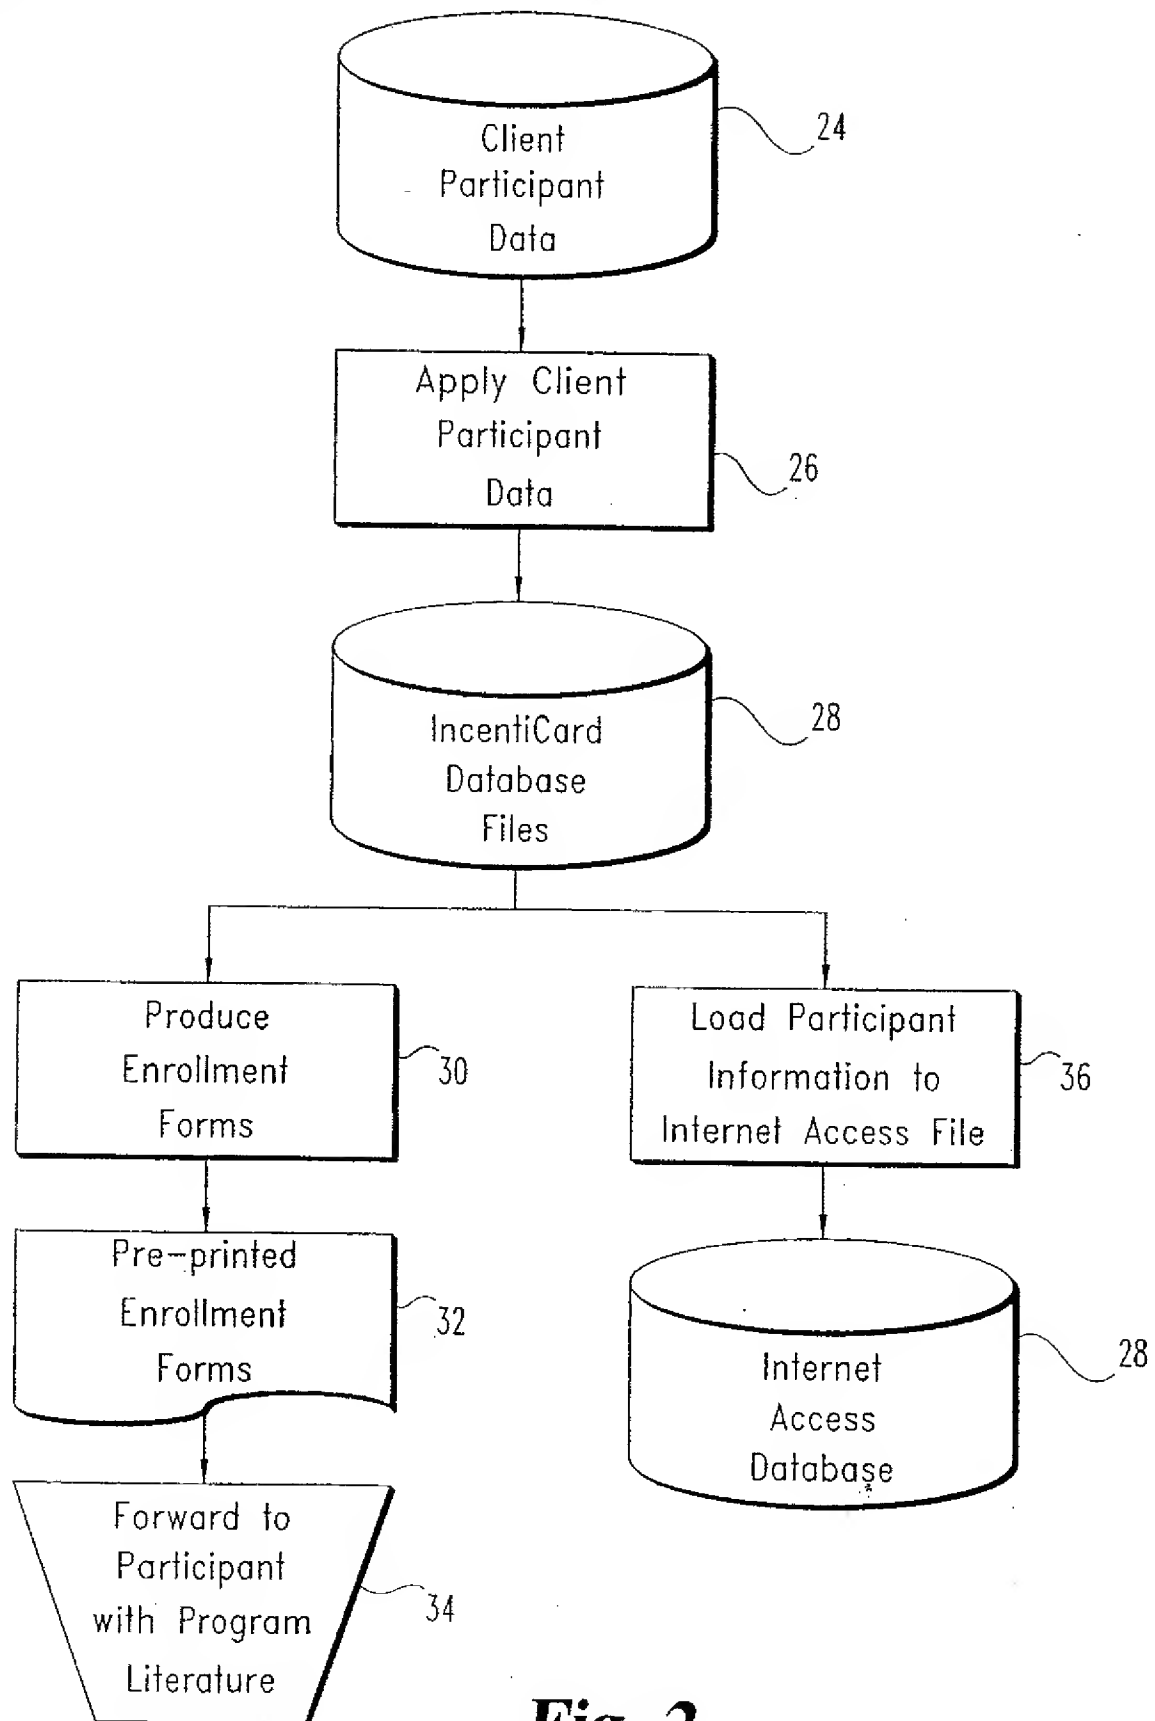 Client
Participant
Data
24
Apply Client
Participant
Data
26
IncentiCard
Database
Files
28
Produce
Enrollment
Forms
30
Load Participant
Information to
Internet Access File
36
Pre-printed
Enrollment
Forms
32
Internet
Access
Database
28
Forward to
Participant
with Program
Literature
34
Fig. 2